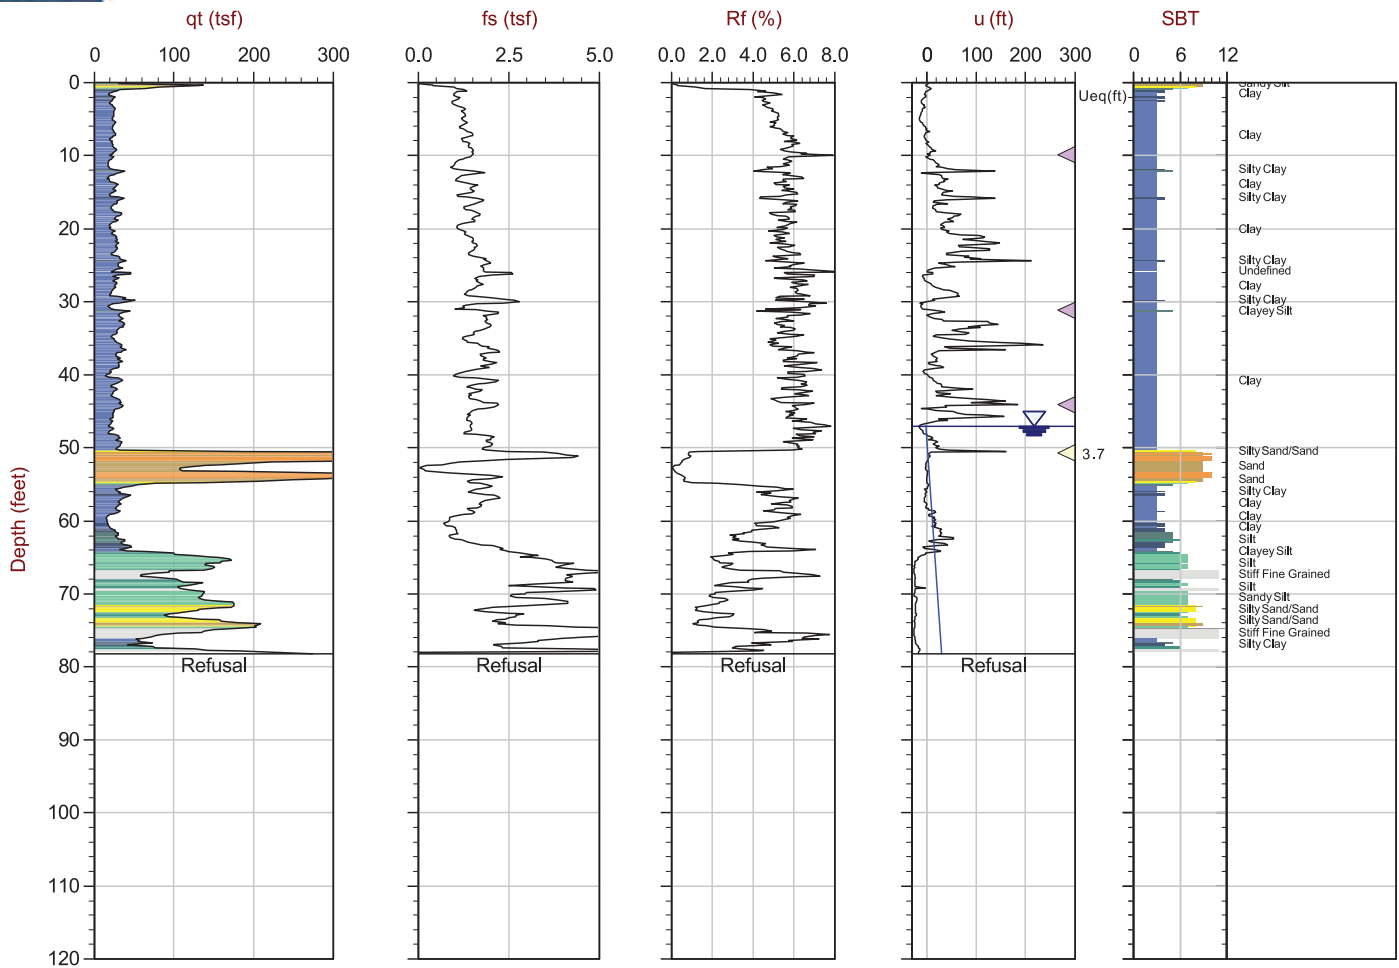 qt (tsf) fs (tsf) Rf (%) u (ft) SBT
0 100 200 300 0.0 2.5 5.0 0.0 2.0 4.0 6.0 8.0 0 100 200 300 0 6 12
0
10
20
30
40
50
60
70
80
90
100
110
120
Depth (feet)
Ueq(ft)
3.7
Refusal Refusal Refusal Refusal
Sandy Silt
Clay
Clay
Silty Clay
Clay
Silty Clay
Clay
Silty Clay
Undefined
Clay
Silty Clay
Clayey Silt
Clay
Silty Sand/Sand
Sand
Sand
Silty Clay
Clay
Clay
Clay
Silt
Clayey Silt
Silt
Stiff Fine Grained
Silt
Sandy Silt
Silty Sand/Sand
Silty Sand/Sand
Stiff Fine Grained
Silty Clay